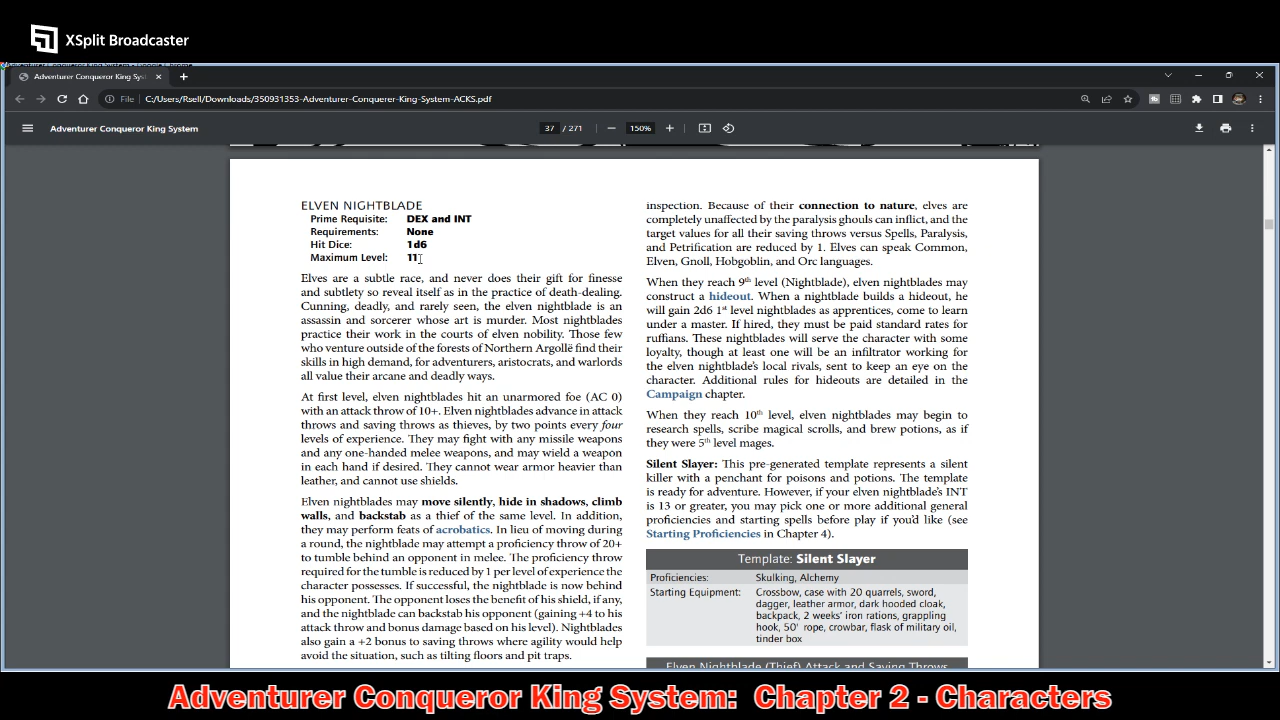 XSplit Broadcaster
Adventurer Conqueror King System - Google Chrome
Adventurer Conqueror King Sys
File
C:/Users/Rsell/Downloads/350931353-Adventurer-Conquerer-King-System-ACKS.pdf
Adventurer Conqueror King System
37 / 271
150%
ELVEN NIGHTBLADE
Prime Requisite: DEX and INT
Requirements: None
Hit Dice: 1d6
Maximum Level: 11
Elves are a subtle race, and never does their gift for finesse
and subtlety so reveal itself as in the practice of death-dealing.
Cunning, deadly, and rarely seen, the elven nightblade is an
assassin and sorcerer whose art is murder. Most nightblades
practice their work in the courts of elven nobility. Those few
who venture outside of the forests of Northern Argollë find their
skills in high demand, for adventurers, aristocrats, and warlords
all value their arcane and deadly ways.
At first level, elven nightblades hit an unarmored foe (AC 0)
with an attack throw of 10+. Elven nightblades advance in attack
throws and saving throws as thieves, by two points every four
levels of experience. They may fight with any missile weapons
and any one-handed melee weapons, and may wield a weapon
in each hand if desired. They cannot wear armor heavier than
leather, and cannot use shields.
Elven nightblades may move silently, hide in shadows, climb
walls, and backstab as a thief of the same level. In addition,
they may perform feats of acrobatics. In lieu of moving during
a round, the nightblade may attempt a proficiency throw of 20+
to tumble behind an opponent in melee. The proficiency throw
required for the tumble is reduced by 1 per level of experience the
character possesses. If successful, the nightblade is now behind
his opponent. The opponent loses the benefit of his shield, if any,
and the nightblade can backstab his opponent (gaining +4 to his
attack throw and bonus damage based on his level). Nightblades
also gain a +2 bonus to saving throws where agility would help
avoid the situation, such as tilting floors and pit traps.
inspection. Because of their connection to nature, elves are
completely unaffected by the paralysis ghouls can inflict, and the
target values for all their saving throws versus Spells, Paralysis,
and Petrification are reduced by 1. Elves can speak Common,
Elven, Gnoll, Hobgoblin, and Orc languages.
When they reach 9th level (Nightblade), elven nightblades may
construct a hideout. When a nightblade builds a hideout, he
will gain 2d6 1st level nightblades as apprentices, come to learn
under a master. If hired, they must be paid standard rates for
ruffians. These nightblades will serve the character with some
loyalty, though at least one will be an infiltrator working for
the elven nightblade's local rivals, sent to keep an eye on the
character. Additional rules for hideouts are detailed in the
Campaign chapter.
When they reach 10th level, elven nightblades may begin to
research spells, scribe magical scrolls, and brew potions, as if
they were 5th level mages.
Silent Slayer: This pre-generated template represents a silent
killer with a penchant for poisons and potions. The template
is ready for adventure. However, if your elven nightblade's INT
is 13 or greater, you may pick one or more additional general
proficiencies and starting spells before play if you'd like (see
Starting Proficiencies in Chapter 4).
Template: Silent Slayer
Proficiencies: Skulking, Alchemy
Starting Equipment: Crossbow, case with 20 quarrels, sword,
dagger, leather armor, dark hooded cloak,
backpack, 2 weeks' iron rations, grappling
hook, 50' rope, crowbar, flask of military oil,
tinder box
Elven Nightblade (Thief) Attack and Saving Throws
Adventurer Conqueror King System: Chapter 2 - Characters